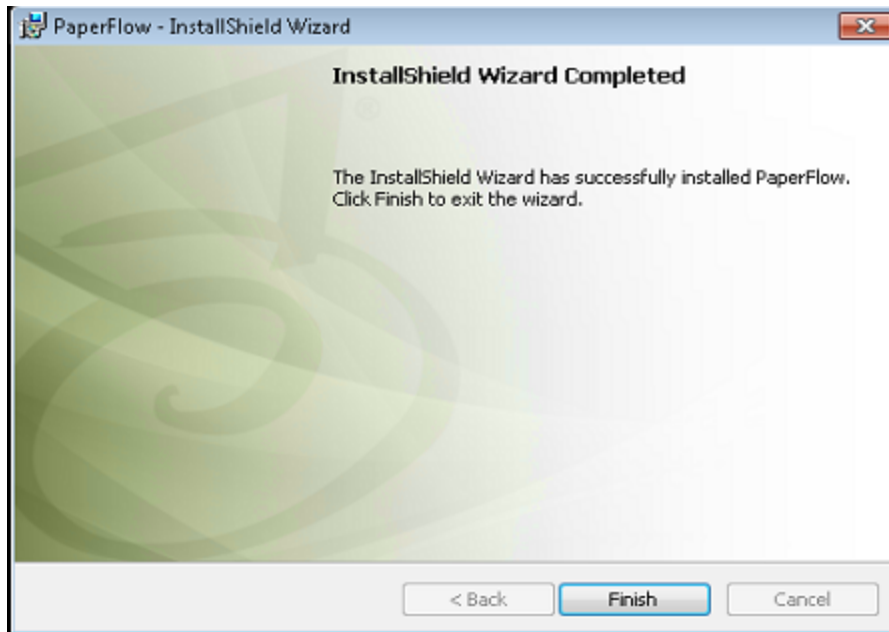 PaperFlow - InstallShield Wizard
InstallShield Wizard Completed
®
The InstallShield Wizard has successfully installed PaperFlow.
Click Finish to exit the wizard.
< Back
Finish
Cancel